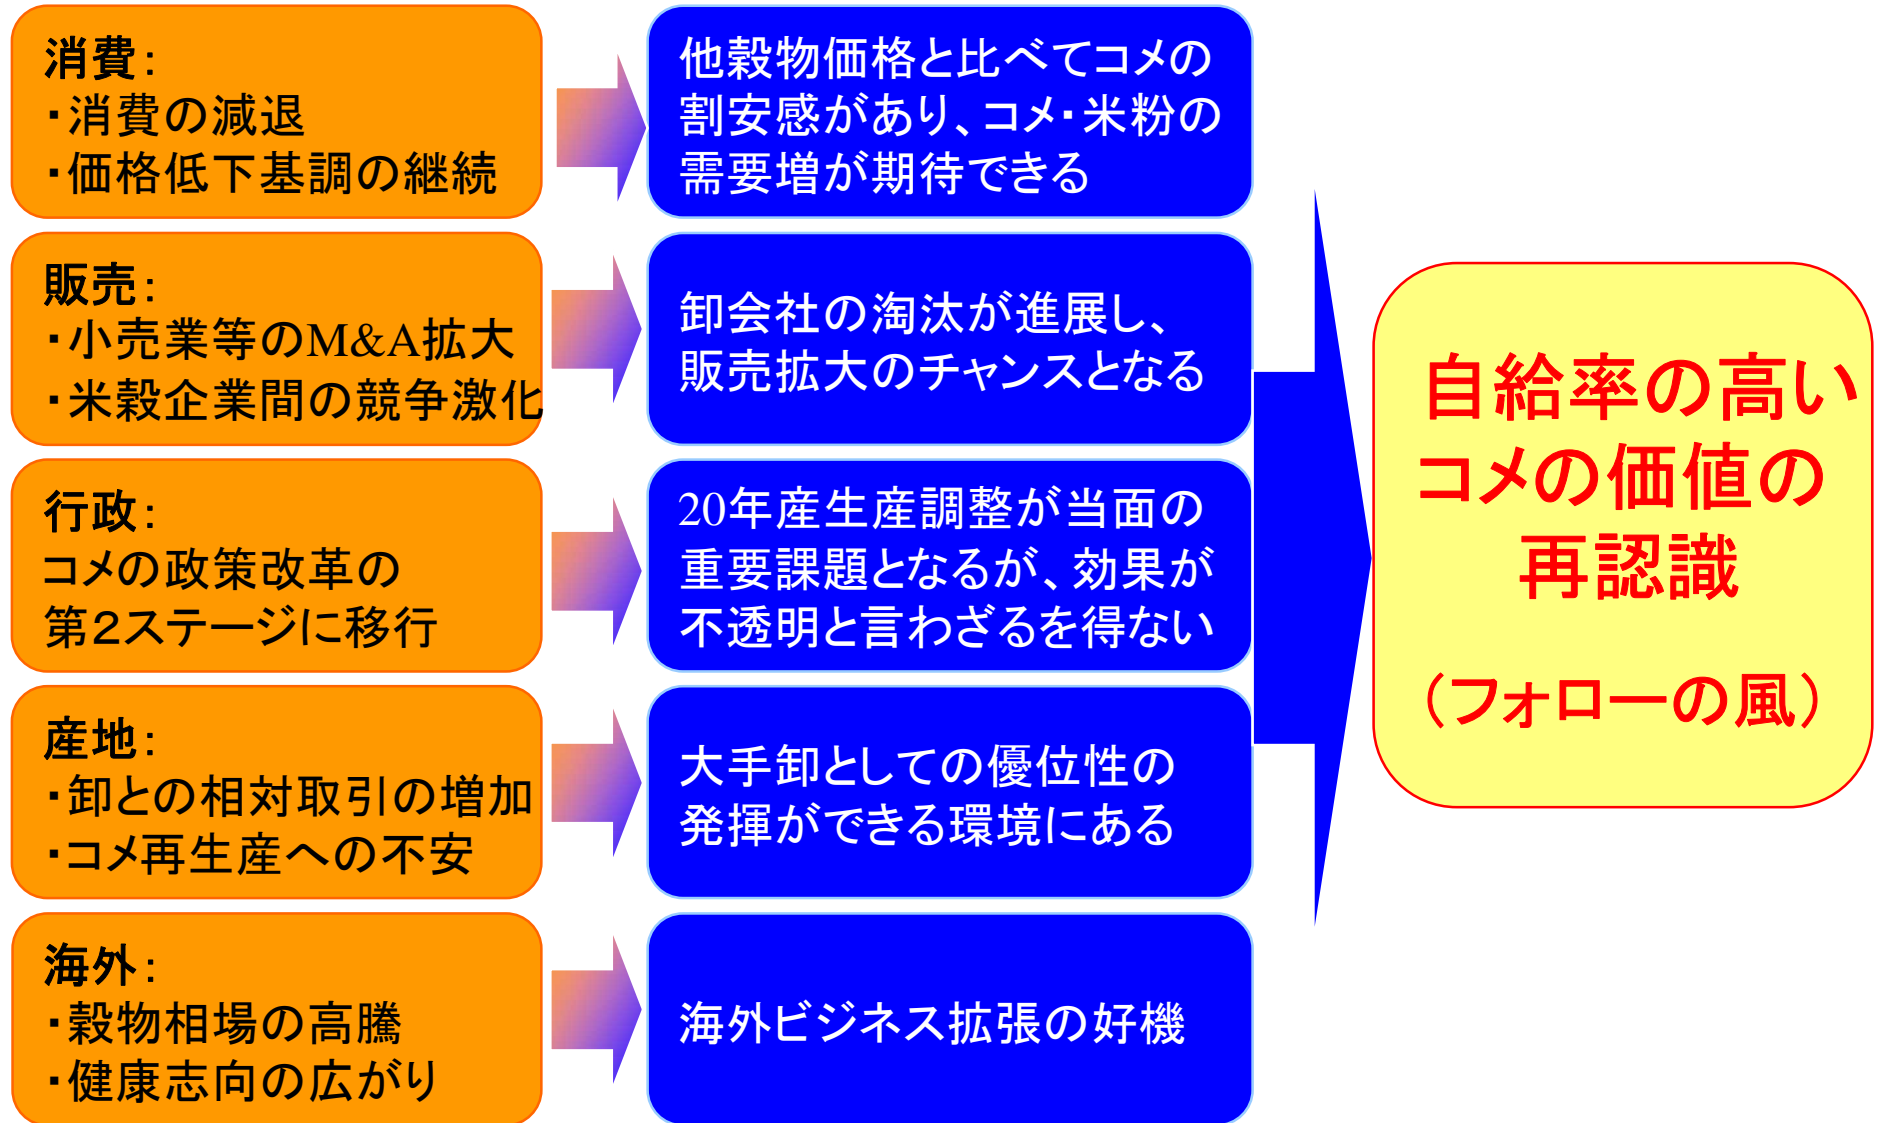 消費：
・消費の減退
・価格低下基調の継続
他穀物価格と比べてコメの
割安感があり、コメ・米粉の
需要増が期待できる
販売：
・小売業等のM&A拡大
・米穀企業間の競争激化
卸会社の淘汰が進展し、
販売拡大のチャンスとなる
行政：
コメの政策改革の
第２ステージに移行
20年産生産調整が当面の
重要課題となるが、効果が
不透明と言わざるを得ない
産地：
・卸との相対取引の増加
・コメ再生産への不安
大手卸としての優位性の
発揮ができる環境にある
海外：
・穀物相場の高騰
・健康志向の広がり
海外ビジネス拡張の好機
自給率の高い
コメの価値の
再認識
（フォローの風）